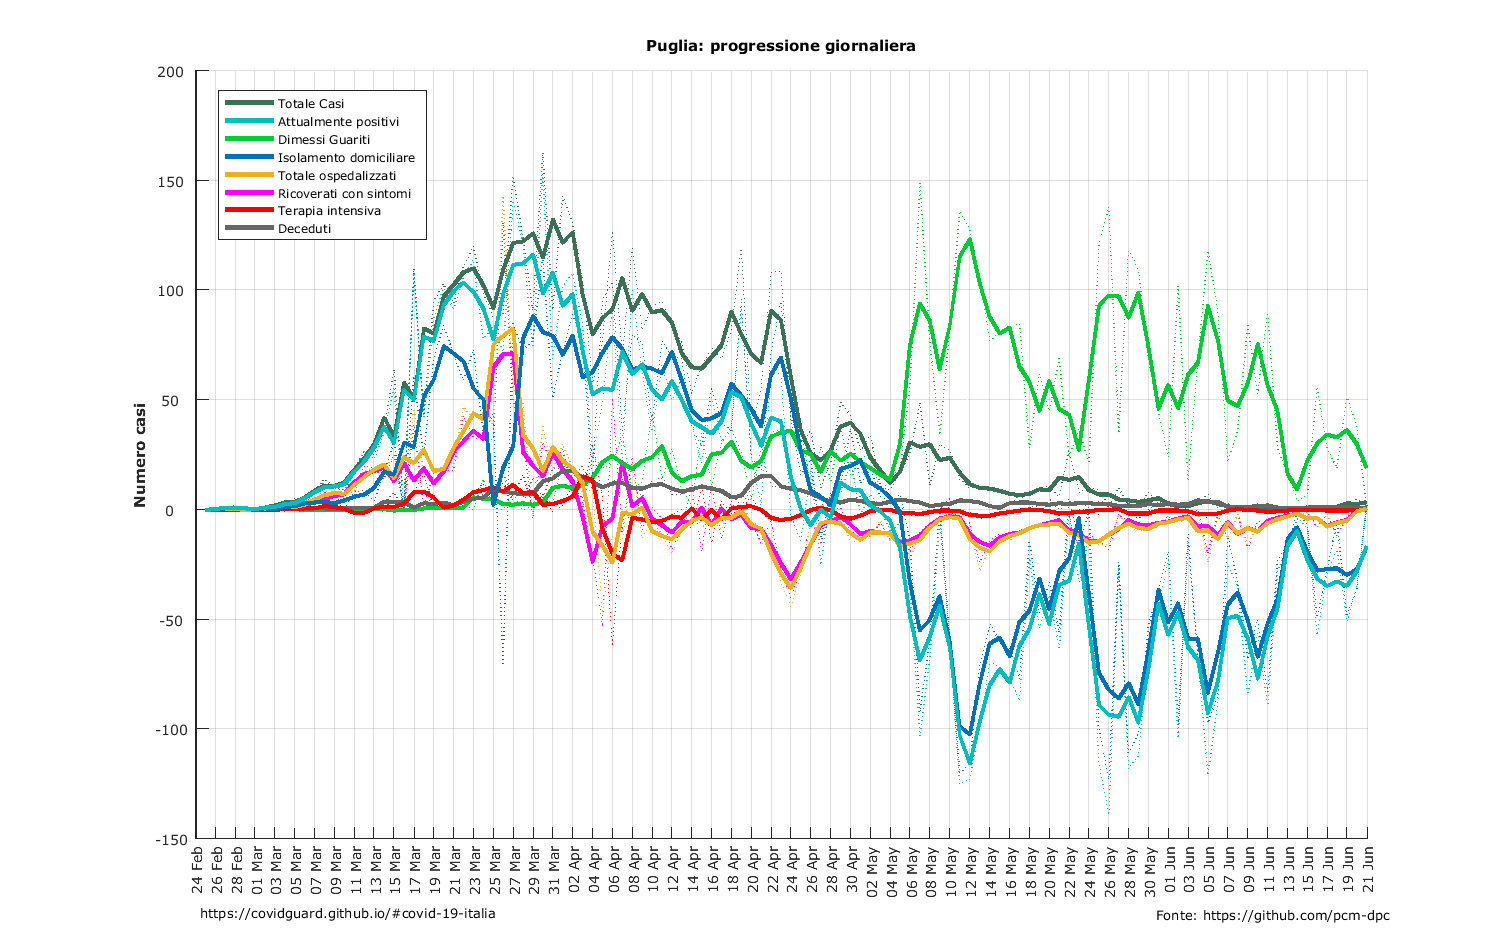 Puglia: progressione giornaliera
200
150
100
50
0
-50
-100
-150
Numero casi
Totale Casi
Attualmente positivi
Dimessi Guariti
Isolamento domiciliare
Totale ospedalizzati
Ricoverati con sintomi
Terapia intensiva
Deceduti
24 Feb
26 Feb
28 Feb
01 Mar
03 Mar
05 Mar
07 Mar
09 Mar
11 Mar
13 Mar
15 Mar
17 Mar
19 Mar
21 Mar
23 Mar
25 Mar
27 Mar
29 Mar
31 Mar
02 Apr
04 Apr
06 Apr
08 Apr
10 Apr
12 Apr
14 Apr
16 Apr
18 Apr
20 Apr
22 Apr
24 Apr
26 Apr
28 Apr
30 Apr
02 May
04 May
06 May
08 May
10 May
12 May
14 May
16 May
18 May
20 May
22 May
24 May
26 May
28 May
30 May
01 Jun
03 Jun
05 Jun
07 Jun
09 Jun
11 Jun
13 Jun
15 Jun
17 Jun
19 Jun
21 Jun
https://covidguard.github.io/#covid-19-italia
Fonte: https://github.com/pcm-dpc